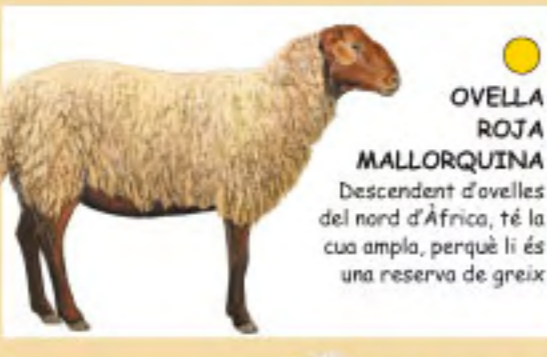 OVELLA
ROJA
MALLORQUINA
Descendent d'ovelles
del nord d'Àfrica, té la
cua ampla, perquè li és
una reserva de greix